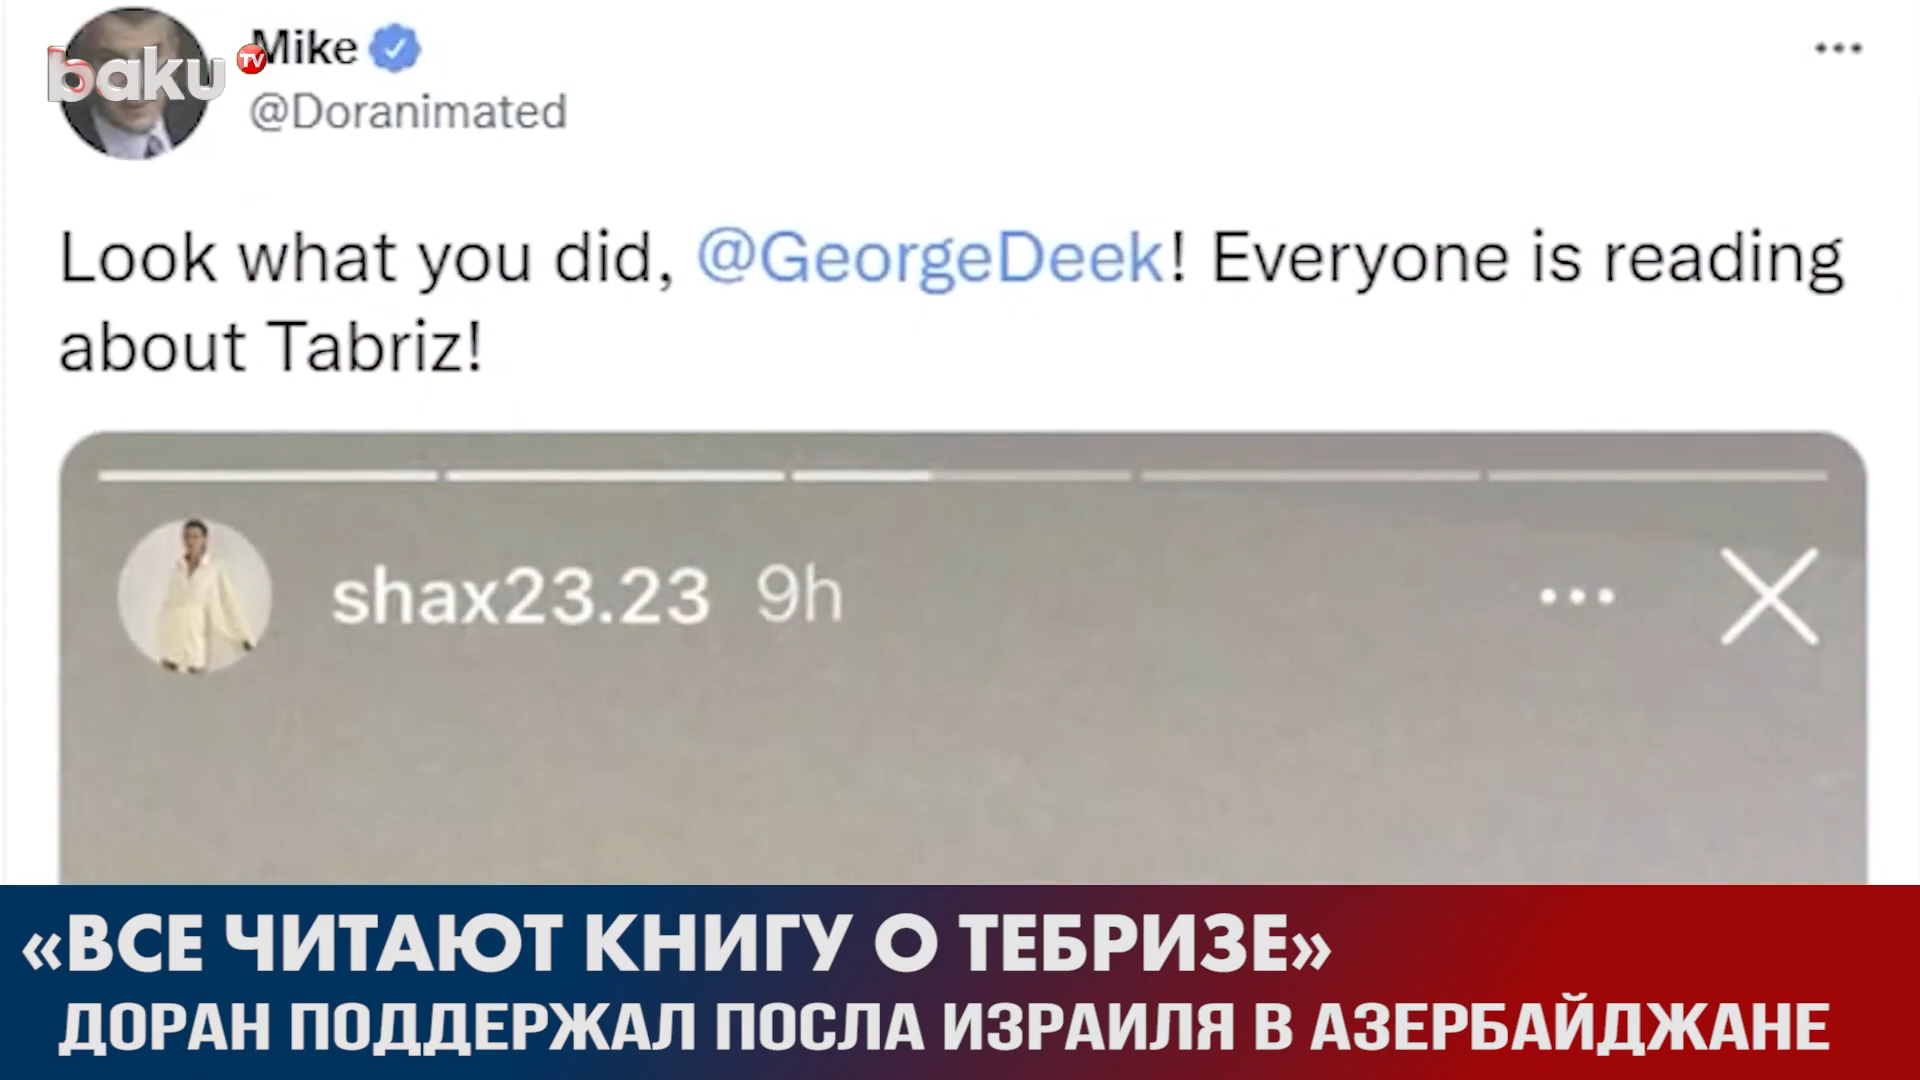 baku TV
Mike
@Doranimated
Look what you did, @GeorgeDeek! Everyone is reading
about Tabriz!
shax23.23 9h
«ВСЕ ЧИТАЮТ КНИГУ О ТЕБРИЗЕ»
ДОРАН ПОДДЕРЖАЛ ПОСЛА ИЗРАИЛЯ В АЗЕРБАЙДЖАНЕ